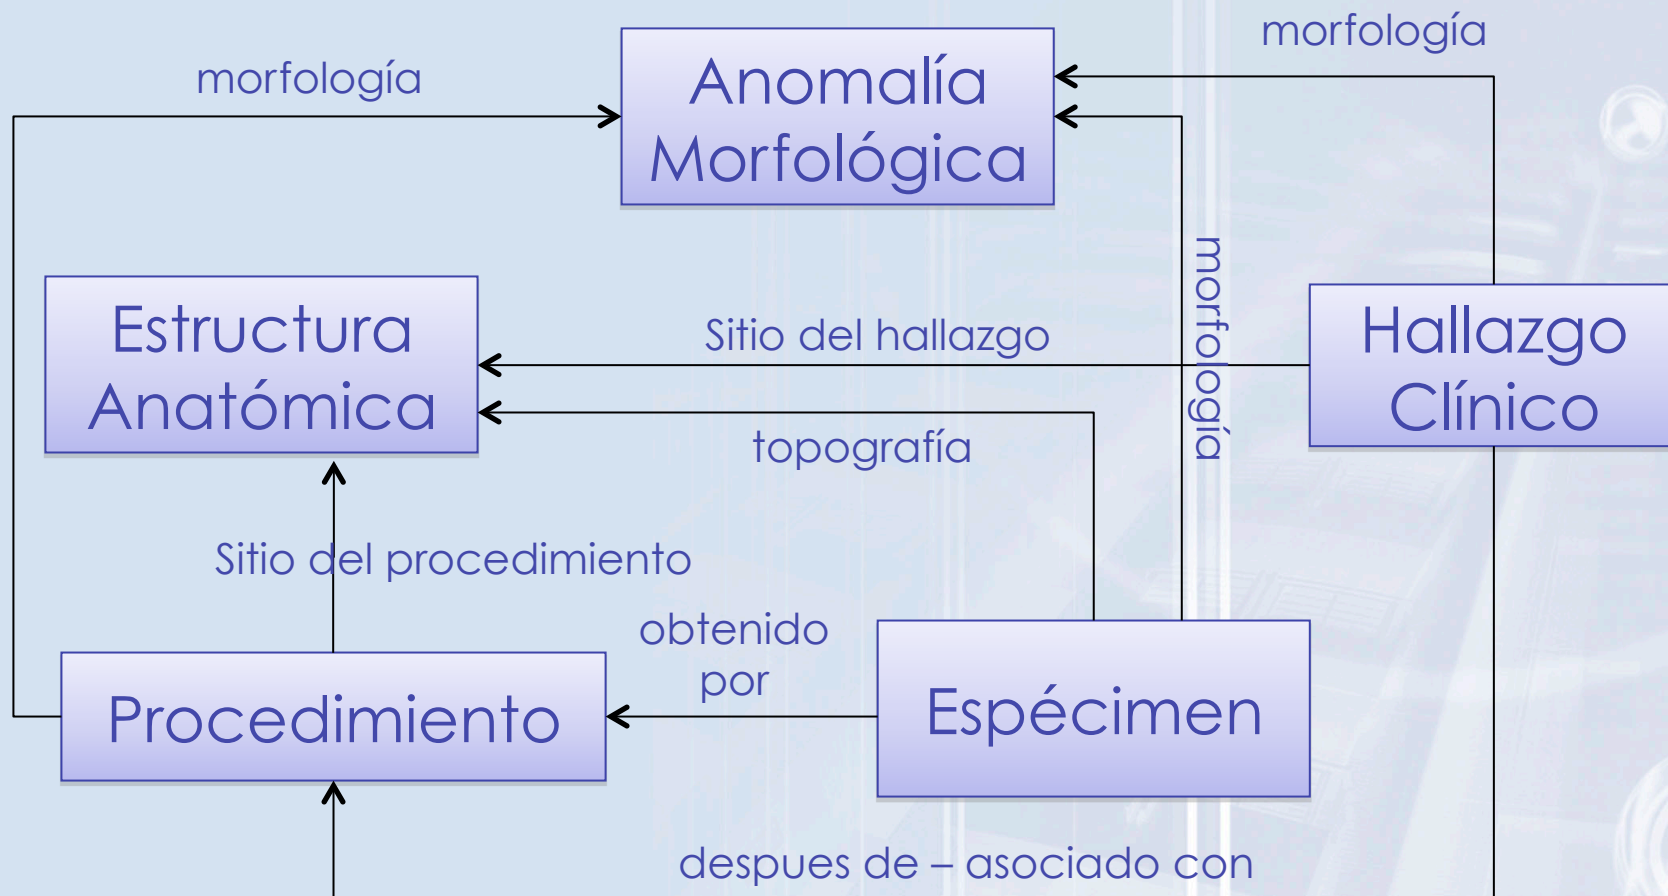 morfología
morfología
Anomalía
Morfológica
morfología
Estructura
Anatómica
Sitio del hallazgo
Hallazgo
Clínico
topografía
Sitio del procedimiento
obtenido
por
Procedimiento
Espécimen
despues de – asociado con